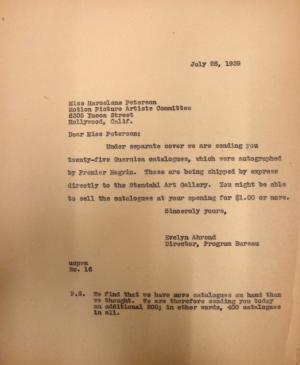 July 25, 1939
Miss Marcelene Peterson
Motion Picture Artists Committee
6305 Yucca Street
Hollywood, Calif.
Dear Miss Peterson:
Under separate cover we are sending you
twenty-five Guernica catalogues, which were autographed
by Premier Negrin. These are being shipped by express
directly to the Stendahl Art Gallery. You might be able
to sell the catalogues at your opening for $1.00 or more.
Sincerely yours,
Evelyn Ahrend
Director, Program Bureau
uopwa
No. 16
P.S. We find that we have more catalogues on hand than
we thought. We are therefore sending you today
an additional 200; in other words, 400 catalogues
in all.